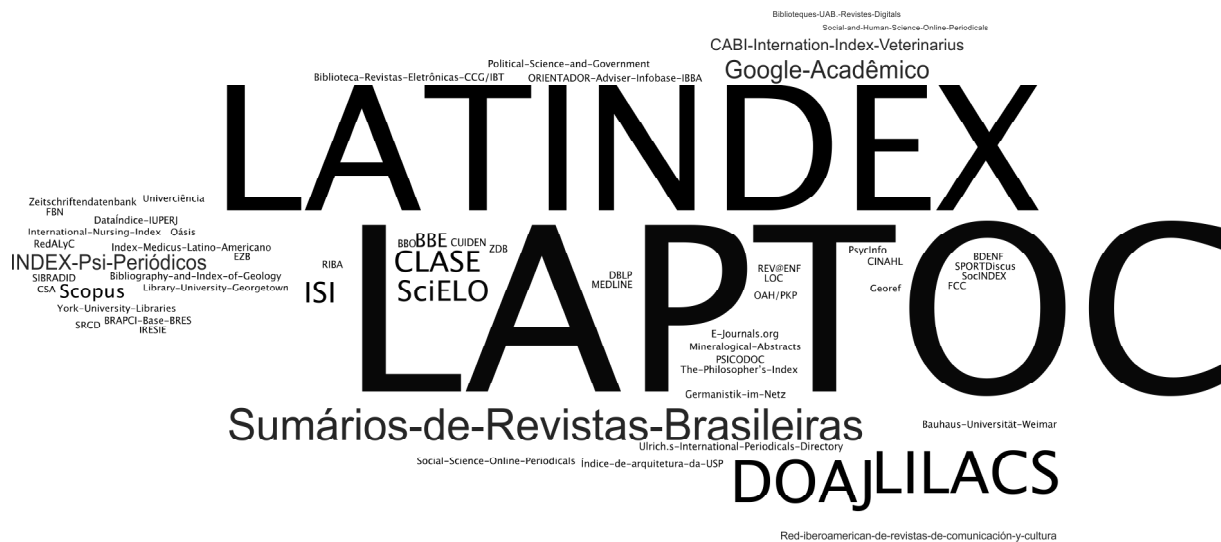 Biblioteques-UAB.-Revistes-Digitals
Social-and-Human-Science-Online-Periodicals
CABI-Internation-Index-Veterinarius
Political-Science-and-Government
Google-Acadêmico
Biblioteca-Revistas-Eletrônicas-CCG/IBT
ORIENTADOR-Adviser-Infobase-IBBA
LATINDEX
Zeitschriftendatenbank
Univerciência
FBN
DataÍndice-IUPERJ
International-Nursing-Index
Oásis
RedALyC
Index-Medicus-Latino-Americano
EZB
INDEX-Psi-Periódicos
SIBRADID
Bibliography-and-Index-of-Geology
CSA
Scopus
Library-University-Georgetown
York-University-Libraries
SRCD
BRAPCI-Base-BRES
IRESIE
RIBA
ISI
LAPTOC
BBO
BBE
CUIDEN
ZDB
CLASE
SciELO
DBLP
MEDLINE
REV@ENF
LOC
OAH/PKP
PsycInfo
CINAHL
Georef
BDENF
SPORTDiscus
SocINDEX
FCC
E-Journals.org
Mineralogical-Abstracts
PSICODOC
The-Philosopher's-Index
Germanistik-im-Netz
Sumários-de-Revistas-Brasileiras
Bauhaus-Universität-Weimar
Ulrich.s-International-Periodicals-Directory
Social-Science-Online-Periodicals
Índice-de-arquitetura-da-USP
DOAJ
LILACS
Red-iberoamerican-de-revistas-de-comunicación-y-cultura